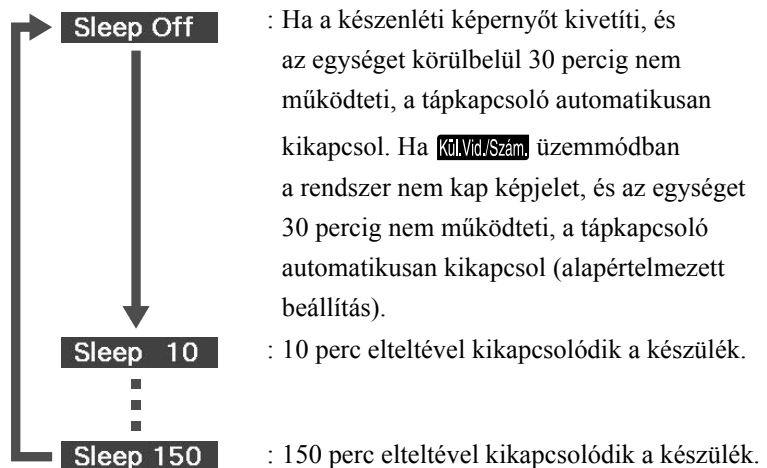 Sleep Off : Ha a készenléti képernyőt kivetíti, és
az egységet körülbelül 30 percig nem
működteti, a tápkapcsoló automatikusan
kikapcsol. Ha Kül.Vid./Szám. üzemmódban
a rendszer nem kap képjelet, és az egységet
30 percig nem működteti, a tápkapcsoló
automatikusan kikapcsol (alapértelmezett
beállítás).
Sleep 10 : 10 perc elteltével kikapcsolódik a készülék.
Sleep 150 : 150 perc elteltével kikapcsolódik a készülék.